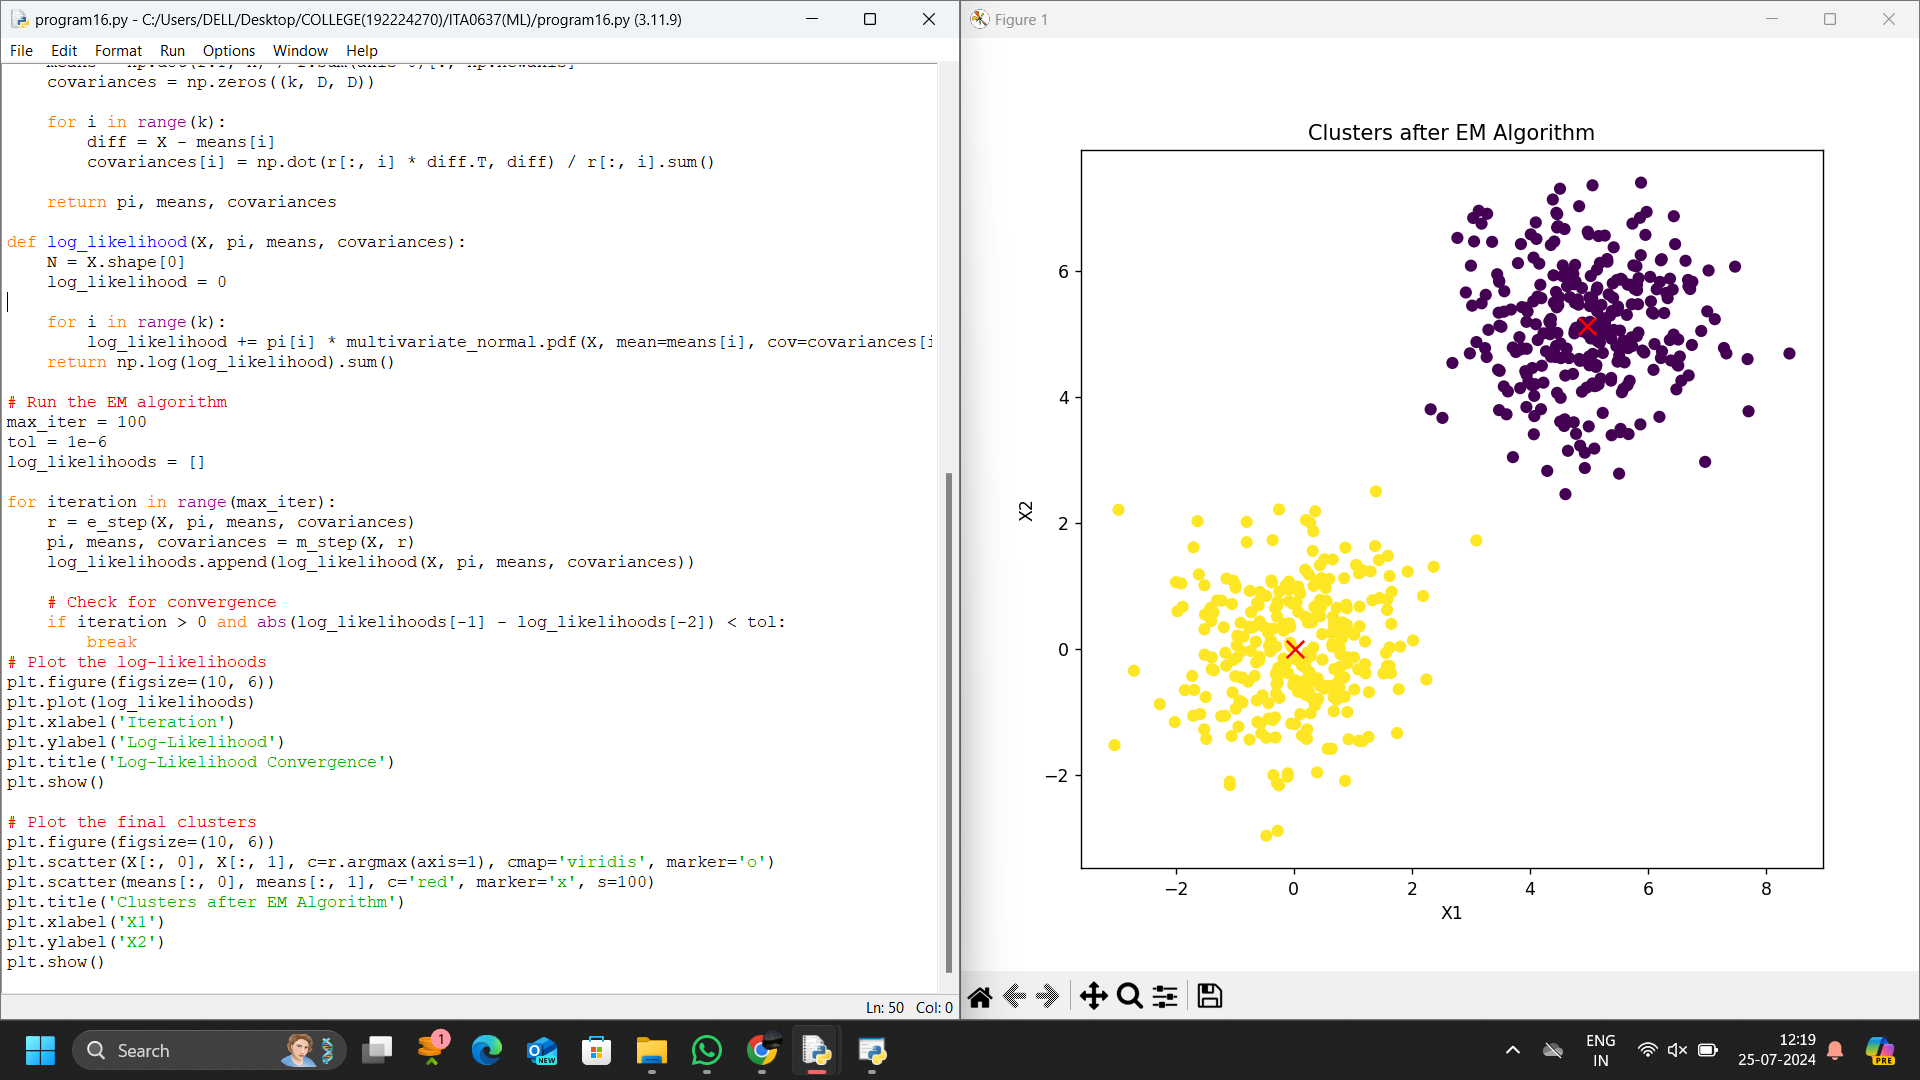 program16.py - C:/Users/DELL/Desktop/COLLEGE(192224270)/ITA0637(ML)/program16.py (3.11.9)
File Edit Format Run Options Window Help
    covariances = np.zeros((k, D, D))
    for i in range(k):
        diff = X - means[i]
        covariances[i] = np.dot(r[:, i] * diff.T, diff) / r[:, i].sum()
    return pi, means, covariances
def log_likelihood(X, pi, means, covariances):
    N = X.shape[0]
    log_likelihood = 0
    for i in range(k):
        log_likelihood += pi[i] * multivariate_normal.pdf(X, mean=means[i], cov=covariances[i
    return np.log(log_likelihood).sum()
# Run the EM algorithm
max_iter = 100
tol = 1e-6
log_likelihoods = []
for iteration in range(max_iter):
    r = e_step(X, pi, means, covariances)
    pi, means, covariances = m_step(X, r)
    log_likelihoods.append(log_likelihood(X, pi, means, covariances))
    # Check for convergence
    if iteration > 0 and abs(log_likelihoods[-1] - log_likelihoods[-2]) < tol:
        break
# Plot the log-likelihoods
plt.figure(figsize=(10, 6))
plt.plot(log_likelihoods)
plt.xlabel('Iteration')
plt.ylabel('Log-Likelihood')
plt.title('Log-Likelihood Convergence')
plt.show()
# Plot the final clusters
plt.figure(figsize=(10, 6))
plt.scatter(X[:, 0], X[:, 1], c=r.argmax(axis=1), cmap='viridis', marker='o')
plt.scatter(means[:, 0], means[:, 1], c='red', marker='x', s=100)
plt.title('Clusters after EM Algorithm')
plt.xlabel('X1')
plt.ylabel('X2')
plt.show()
Ln: 50 Col: 0
Figure 1
Clusters after EM Algorithm
6
4
2
0
−2
X2
−2 0 2 4 6 8
X1
Search
1
NEW
ENG
IN
12:19
25-07-2024
PRE